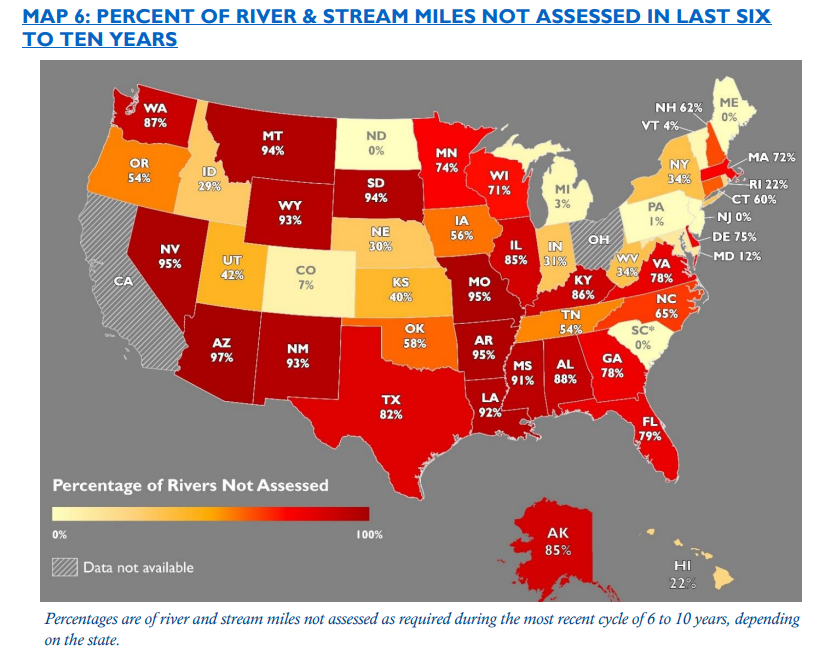 MAP 6: PERCENT OF RIVER & STREAM MILES NOT ASSESSED IN LAST SIX
TO TEN YEARS
WA
87%
OR
54%
ID
29%
MT
94%
ND
0%
SD
94%
WY
93%
NE
30%
NV
95%
UT
42%
CO
7%
KS
40%
CA
AZ
97%
NM
93%
OK
58%
TX
82%
MN
74%
IA
56%
MO
95%
AR
95%
LA
92%
WI
71%
IL
85%
MI
3%
IN
31%
OH
KY
86%
TN
54%
MS
91%
AL
88%
GA
78%
FL
79%
SC*
0%
NC
65%
VA
78%
WV
34%
PA
1%
NY
34%
ME
0%
NH 62%
VT 4%
MA 72%
RI 22%
CT 60%
NJ 0%
DE 75%
MD 12%
AK
85%
HI
22%
Percentage of Rivers Not Assessed
0%
100%
Data not available
Percentages are of river and stream miles not assessed as required during the most recent cycle of 6 to 10 years, depending
on the state.